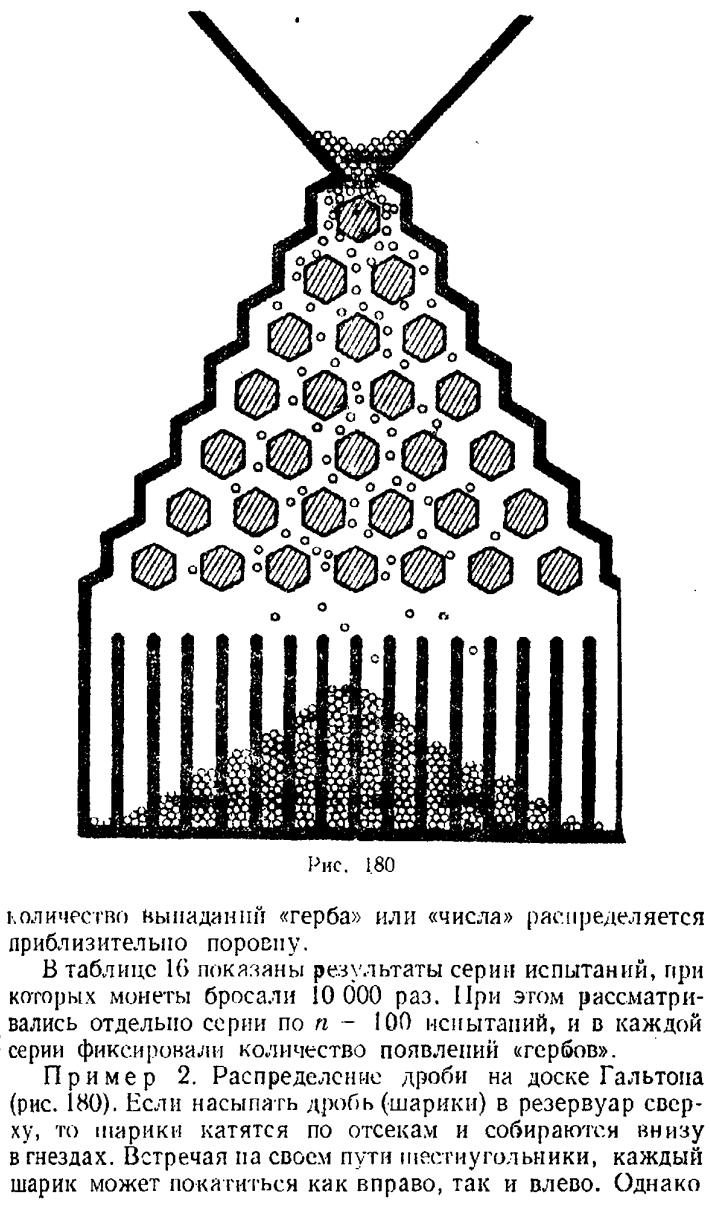 Рис. 180
количество выпаданий «герба» или «числа» распределяется
приблизительно поровну.
В таблице 16 показаны результаты серии испытаний, при
которых монеты бросали 10 000 раз. При этом рассматри-
вались отдельно серии по n − 100 испытаний, и в каждой
серии фиксировали количество появлений «гербов».
Пример 2. Распределение дроби на доске Гальтона
(рис. 180). Если насыпать дробь (шарики) в резервуар свер-
ху, то шарики катятся по отсекам и собираются внизу
в гнездах. Встречая на своем пути шестиугольники, каждый
шарик может покатиться как вправо, так и влево. Однако